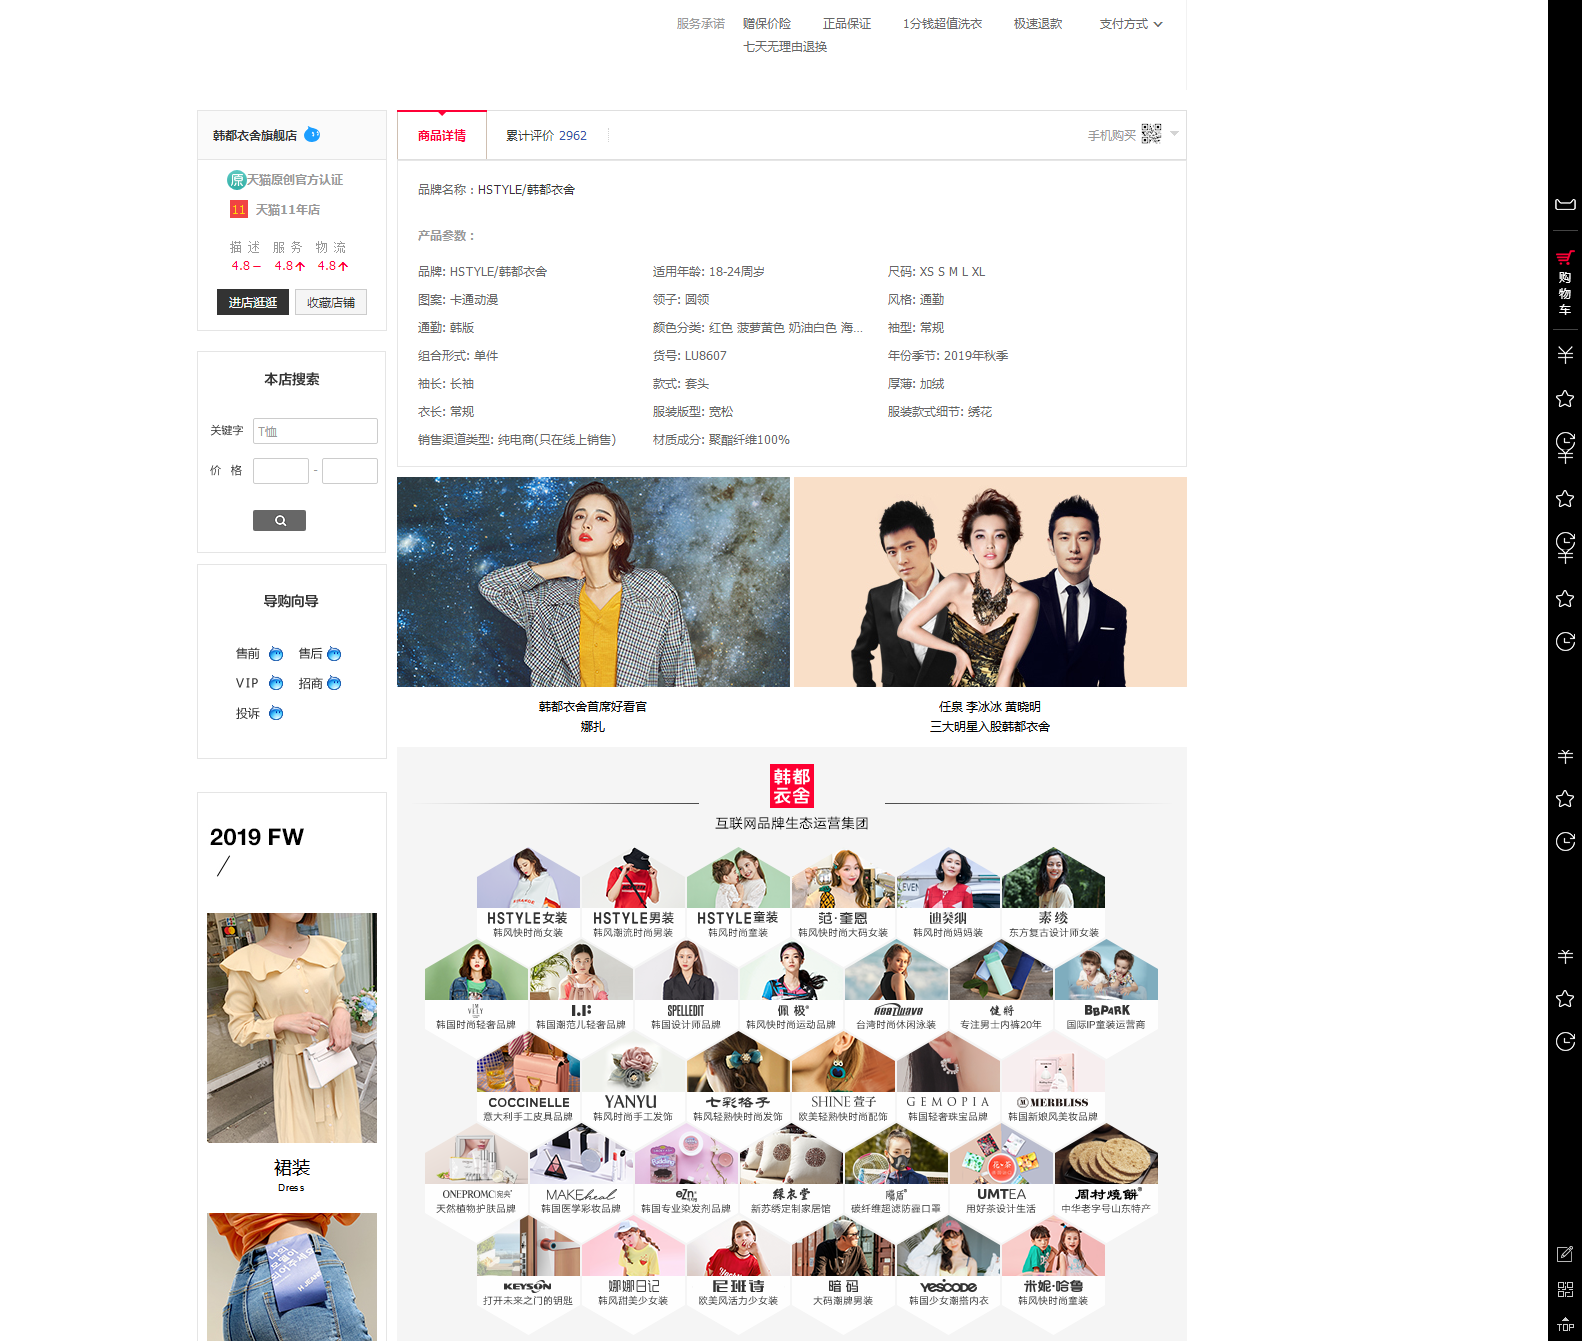 服务承诺 赠保价险 正品保证 1分钱超值洗衣 极速退款 支付方式
七天无理由退换
韩都衣舍旗舰店
原 天猫原创官方认证
11 天猫11年店
描述 服务 物流
4.8 4.8 4.8
进店逛逛 收藏店铺
本店搜索
关键字 T恤
价 格 -
导购向导
售前 售后
VIP 招商
投诉
2019 FW
裙装
Dress
商品详情 累计评价 2962 手机购买
品牌名称：HSTYLE/韩都衣舍
产品参数：
品牌: HSTYLE/韩都衣舍 适用年龄: 18-24周岁 尺码: XS S M L XL
图案: 卡通动漫 领子: 圆领 风格: 通勤
通勤: 韩版 颜色分类: 红色 菠萝黄色 奶油白色 海... 袖型: 常规
组合形式: 单件 货号: LU8607 年份季节: 2019年秋季
袖长: 长袖 款式: 套头 厚薄: 加绒
衣长: 常规 服装版型: 宽松 服装款式细节: 绣花
销售渠道类型: 纯电商(只在线上销售) 材质成分: 聚酯纤维100%
韩都衣舍首席好看官
娜扎
任泉 李冰冰 黄晓明
三大明星入股韩都衣舍
韩都
衣舍
互联网品牌生态运营集团
HSTYLE女装 HSTYLE男装 HSTYLE童装 范·奎恩 迪葵纳 素缕
韩风快时尚女装 韩风潮流时尚男装 韩风时尚童装 韩风快时尚大码女装 韩风时尚妈妈装 东方复古设计师女装
SPELLEDIT 佩极 健将 BBPARK
韩国时尚轻奢品牌 韩国潮范儿轻奢品牌 韩国设计师品牌 韩风快时尚运动品牌 台湾时尚休闲泳装 专注男士内裤20年 国际IP童装运营商
COCCINELLE YANYU 七彩格子 SHINE 萱子 GEMOPIA MERBLISS
意大利手工皮具品牌 韩风时尚手工发饰 韩风轻熟快时尚发饰 欧美轻熟快时尚配饰 韩国轻奢珠宝品牌 韩国新娘风美妆品牌
ONEPROMC MAKEheal eZn 綵衣堂 UMTEA 周村燒餅
天然植物护肤品牌 韩国医学彩妆品牌 韩国专业染发剂品牌 新苏绣定制家居馆 碳纤维超滤防霾口罩 用好茶设计生活 中华老字号山东特产
KEYSON 娜娜日记 尼班诗 暗码 YESCODE 米妮·哈鲁
打开未来之门的钥匙 韩风甜美少女装 欧美风活力少女装 大码潮牌男装 韩国少女潮搭内衣 韩风快时尚童装
购
物
车
TOP